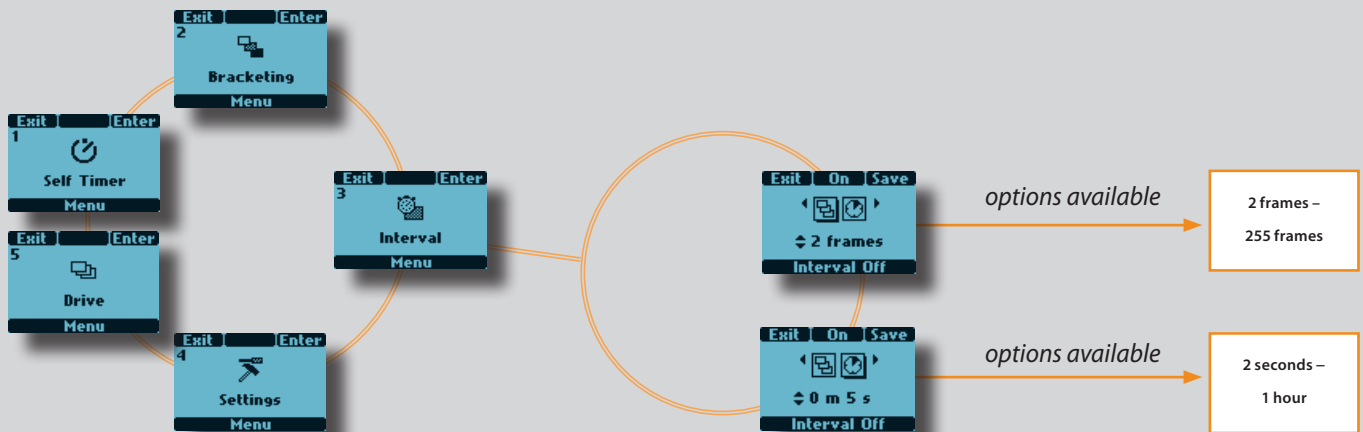 Exit Enter
2
Bracketing
Menu
Exit Enter
1
Self Timer
Menu
Exit Enter
3
Interval
Menu
Exit Enter
5
Drive
Menu
Exit Enter
4
Settings
Menu
Exit On Save
2 frames
Interval Off
options available
2 frames –
255 frames
Exit On Save
0 m 5 s
Interval Off
options available
2 seconds –
1 hour